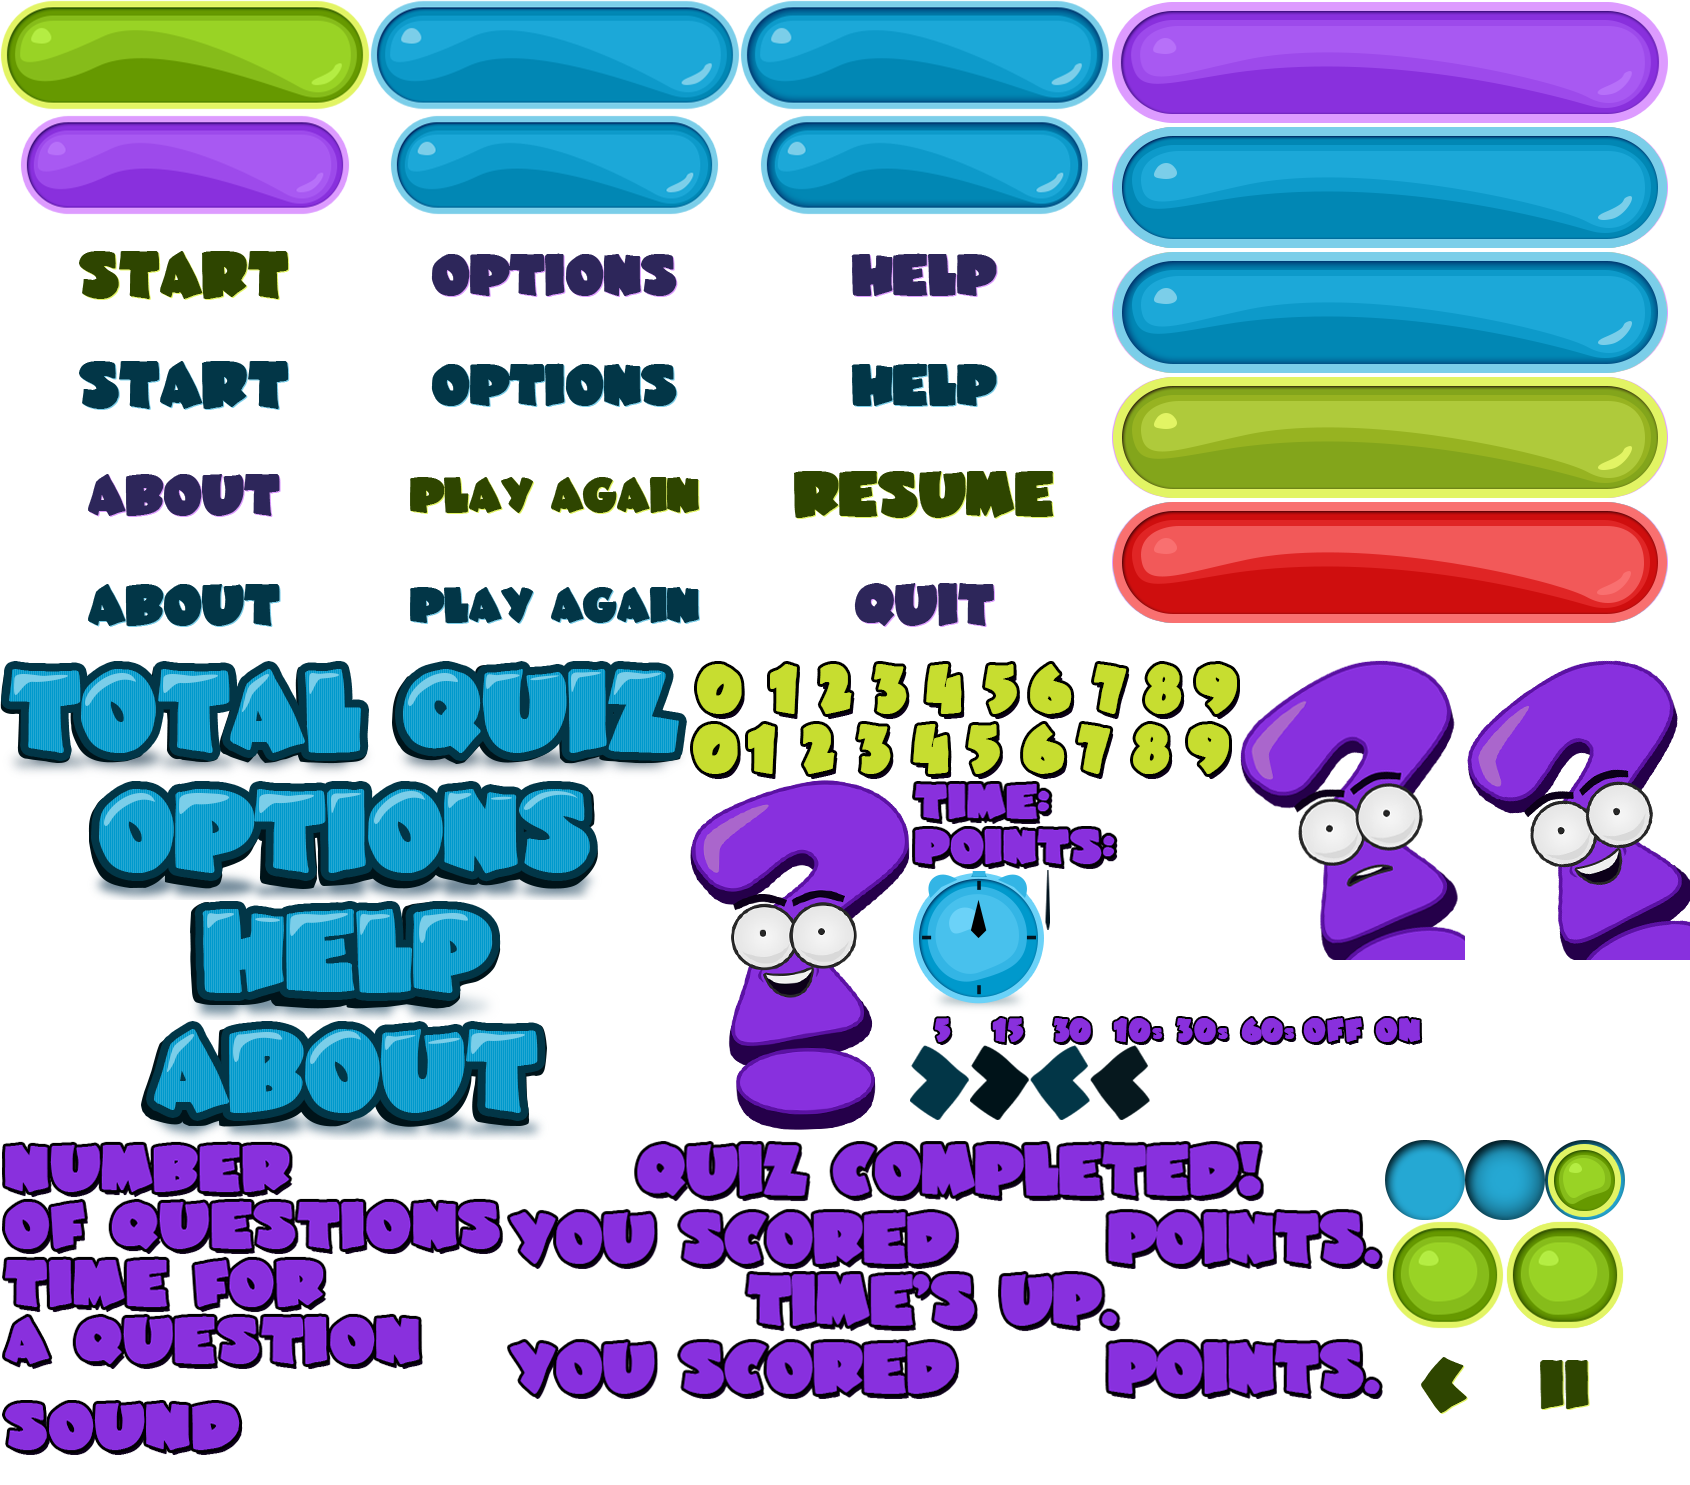 START OPTIONS HELP
START OPTIONS HELP
ABOUT PLAY AGAIN RESUME
ABOUT PLAY AGAIN QUIT
TOTAL QUIZ
0 1 2 3 4 5 6 7 8 9
0 1 2 3 4 5 6 7 8 9
OPTIONS
TIME:
POINTS:
HELP
ABOUT
5 15 30 10s 30s 60s OFF ON
NUMBER
OF QUESTIONS
TIME FOR
A QUESTION
SOUND
QUIZ COMPLETED!
YOU SCORED POINTS.
TIME'S UP.
YOU SCORED POINTS.